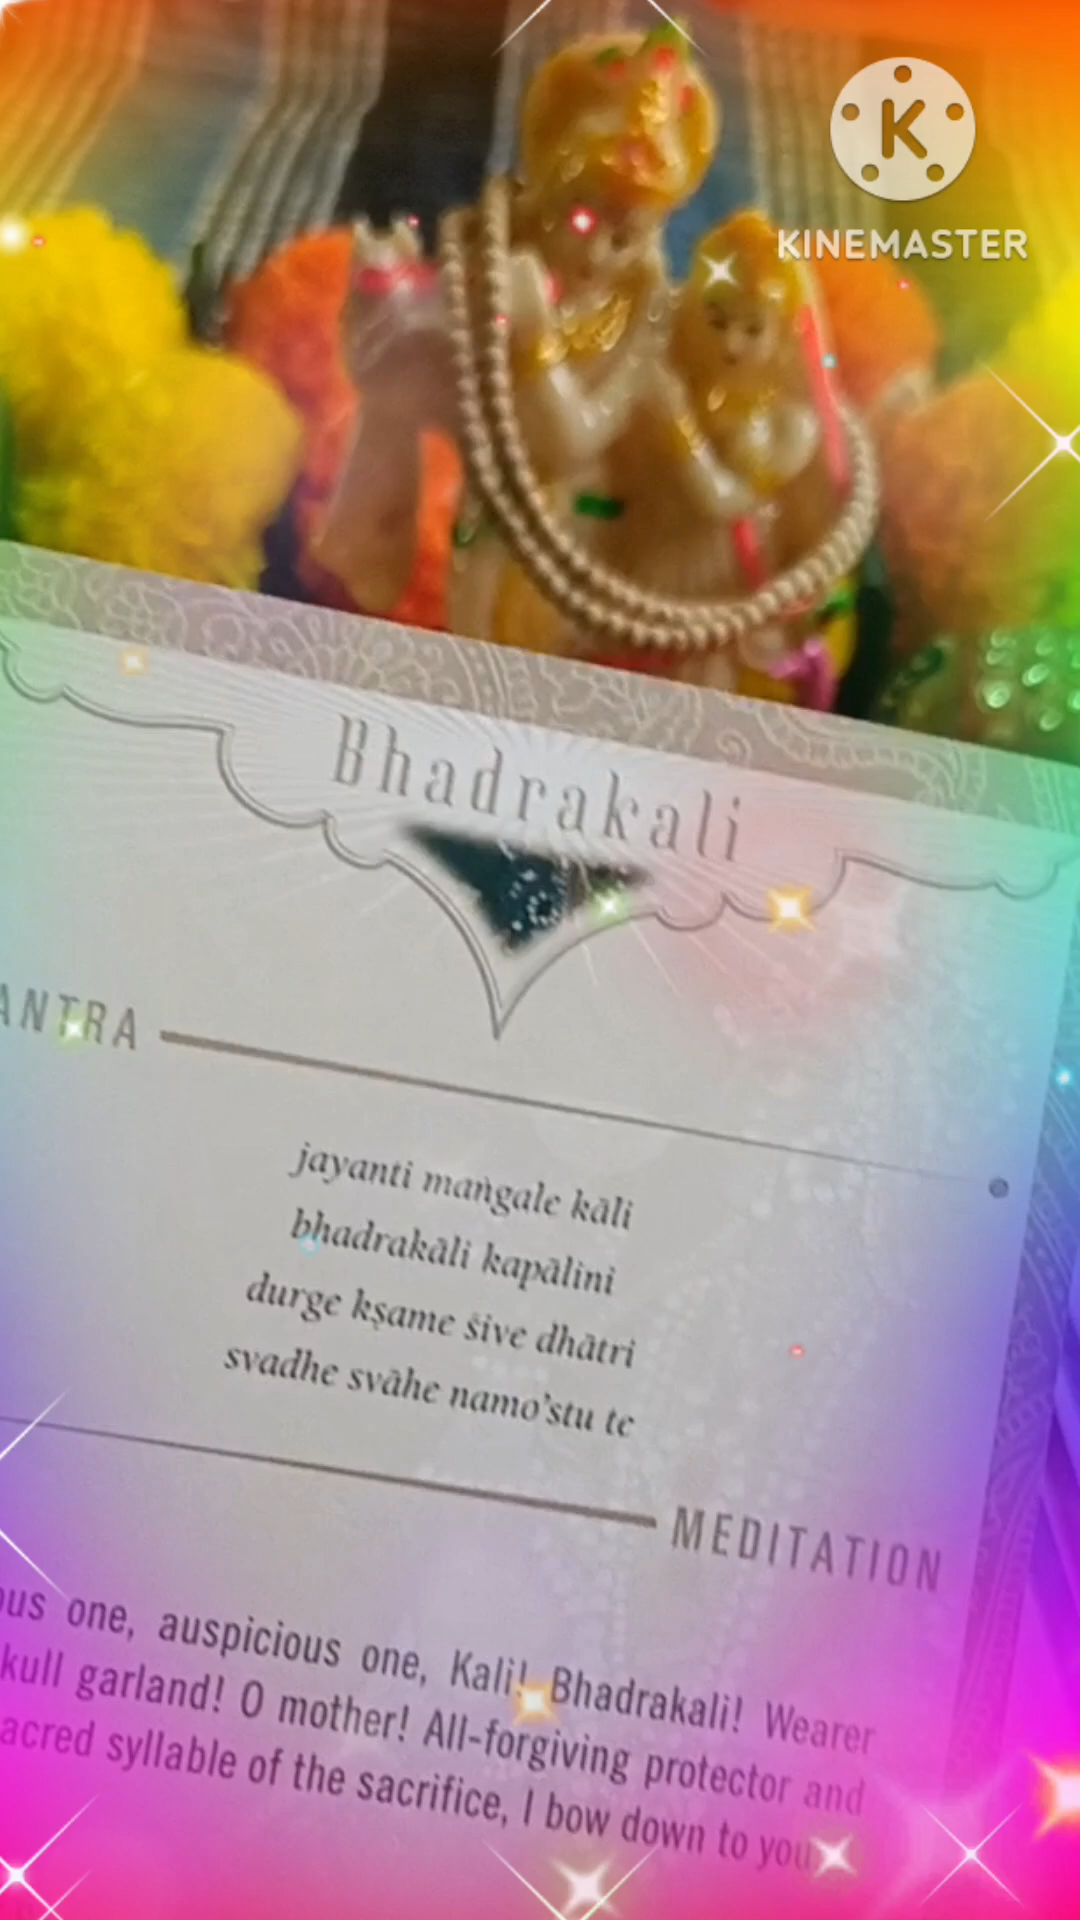 K
KINEMASTER
Bhadrakali
ANTRA
jayanti maṅgale kāli
bhadrakāli kapālini
durge kṣame śive dhātri
svadhe svāhe namo'stu te
MEDITATION
ous one, auspicious one, Kali! Bhadrakali! Wearer
kull garland! O mother! All-forgiving protector and
acred syllable of the sacrifice, I bow down to you